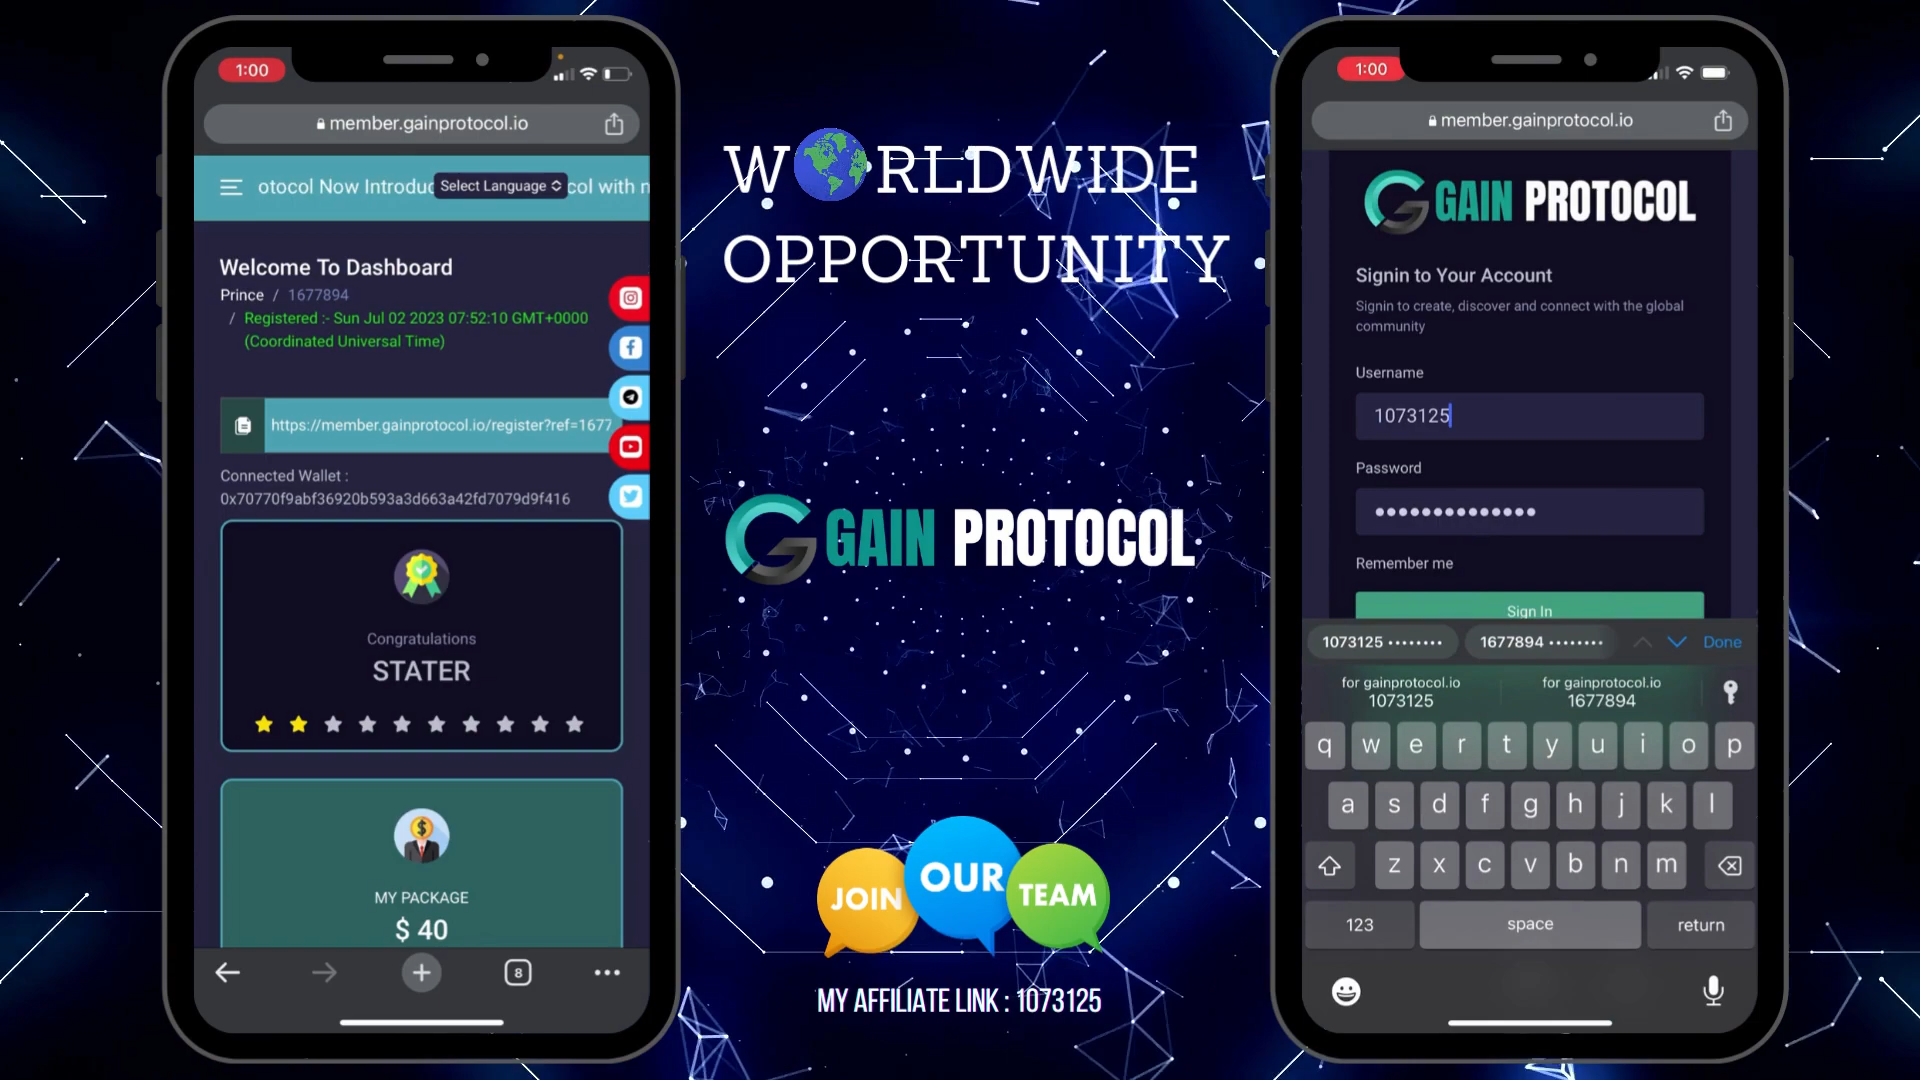 1:00
member.gainprotocol.io
otocol Now Introduc
Select Language
col with n
Welcome To Dashboard
Prince / 1677894
/ Registered :- Sun Jul 02 2023 07:52:10 GMT+0000
(Coordinated Universal Time)
https://member.gainprotocol.io/register?ref=1677
Connected Wallet :
0x70770f9abf36920b593a3d663a42fd7079d9f416
Congratulations
STATER
MY PACKAGE
$ 40
8
W RLDWIDE
OPPORTUNITY
GAIN PROTOCOL
JOIN OUR TEAM
MY AFFILIATE LINK : 1073125
1:00
member.gainprotocol.io
GAIN PROTOCOL
Signin to Your Account
Signin to create, discover and connect with the global
community
Username
1073125
Password
Remember me
Sign In
1073125 •••••••• 1677894 •••••••• Done
for gainprotocol.io for gainprotocol.io
1073125 1677894
q w e r t y u i o p
a s d f g h j k l
z x c v b n m
123 space return